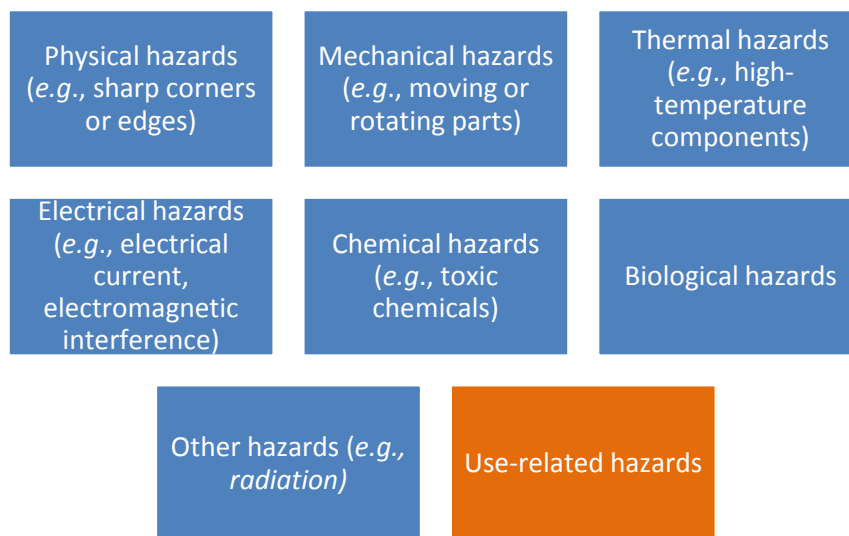 Physical hazards
(e.g., sharp corners
or edges)
Mechanical hazards
(e.g., moving or
rotating parts)
Thermal hazards
(e.g., high-
temperature
components)
Electrical hazards
(e.g., electrical
current,
electromagnetic
interference)
Chemical hazards
(e.g., toxic
chemicals)
Biological hazards
Other hazards (e.g.,
radiation)
Use-related hazards